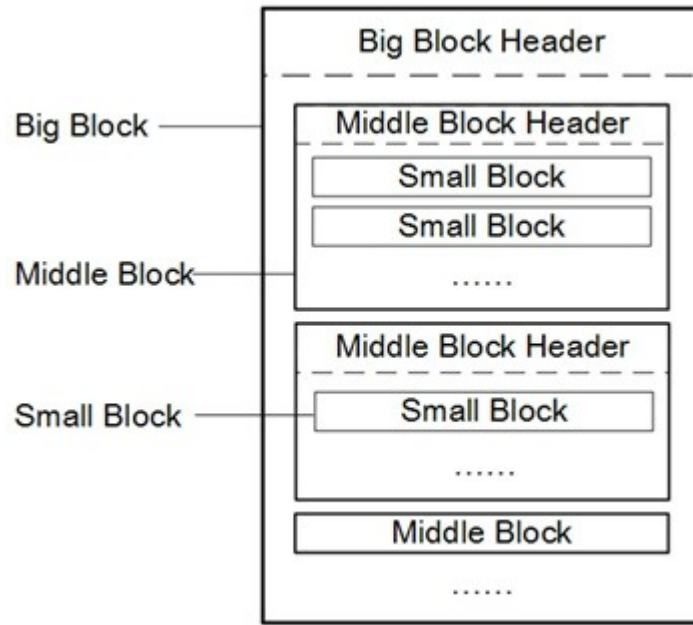 Big Block Header
Big Block
Middle Block Header
Small Block
Small Block
Middle Block
......
Middle Block Header
Small Block
Small Block
......
Middle Block
......